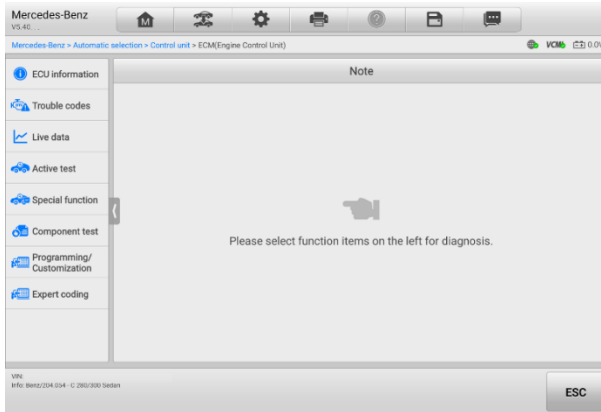 Mercedes-Benz
V5.40...
Mercedes-Benz > Automatic selection > Control unit > ECM(Engine Control Unit)
VCMI 0.0V
ECU information
Note
Trouble codes
Live data
Active test
Special function
Component test
Programming/
Customization
Expert coding
Please select function items on the left for diagnosis.
VIN:
Info: Benz/204.054 - C 280/300 Sedan
ESC